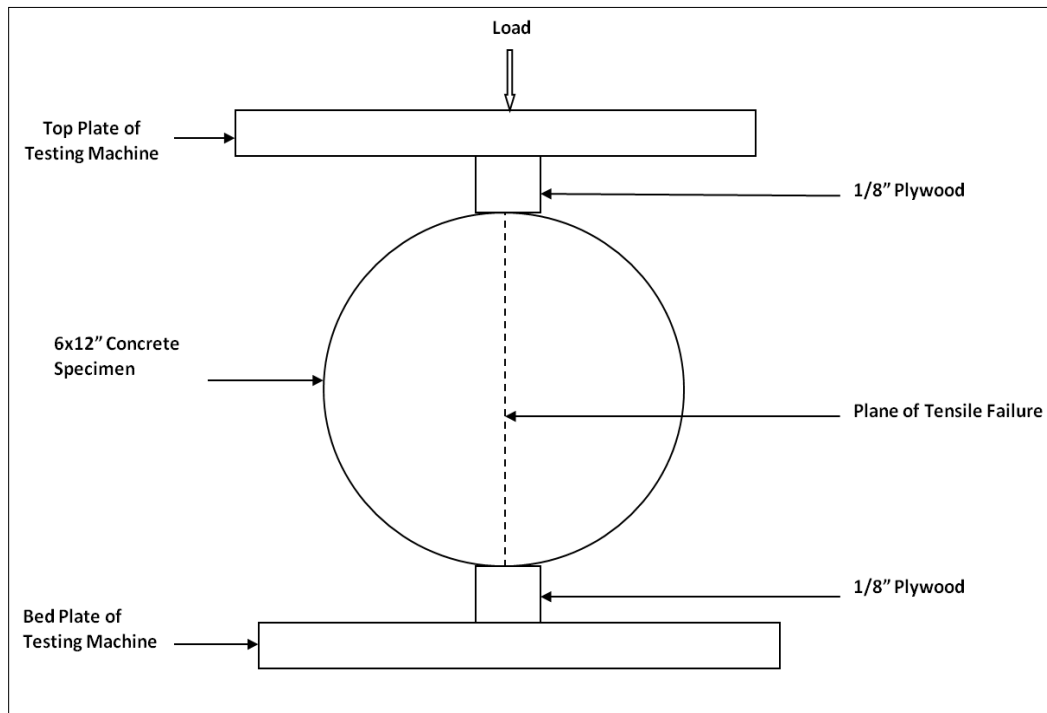 Load
Top Plate of
Testing Machine
1/8” Plywood
6x12” Concrete
Specimen
Plane of Tensile Failure
1/8” Plywood
Bed Plate of
Testing Machine